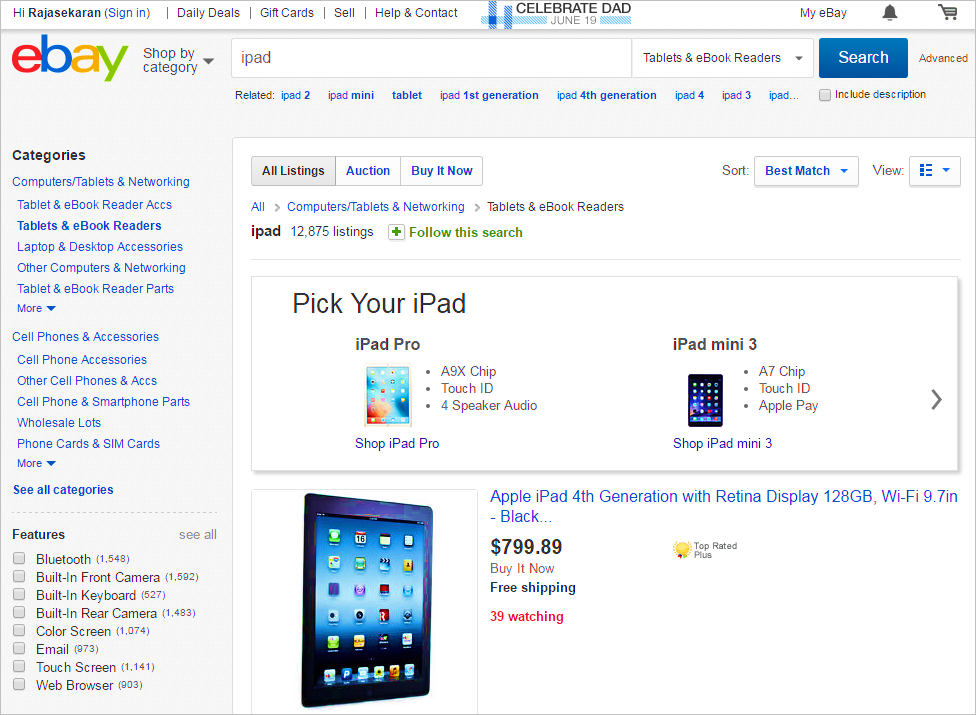 Hi Rajasekaran (Sign in) | Daily Deals | Gift Cards | Sell | Help & Contact
CELEBRATE DAD
JUNE 19
My eBay
ebay
Shop by
category
ipad
Tablets & eBook Readers
Search
Advanced
Related: ipad 2 ipad mini tablet ipad 1st generation ipad 4th generation ipad 4 ipad 3 ipad...
Include description
Categories
Computers/Tablets & Networking
Tablet & eBook Reader Accs
Tablets & eBook Readers
Laptop & Desktop Accessories
Other Computers & Networking
Tablet & eBook Reader Parts
More
Cell Phones & Accessories
Cell Phone Accessories
Other Cell Phones & Accs
Cell Phone & Smartphone Parts
Wholesale Lots
Phone Cards & SIM Cards
More
See all categories
Features see all
Bluetooth (1,548)
Built-In Front Camera (1,592)
Built-In Keyboard (527)
Built-In Rear Camera (1,483)
Color Screen (1,074)
Email (973)
Touch Screen (1,141)
Web Browser (903)
All Listings Auction Buy It Now
Sort: Best Match View:
All > Computers/Tablets & Networking > Tablets & eBook Readers
ipad 12,875 listings + Follow this search
Pick Your iPad
iPad Pro
• A9X Chip
• Touch ID
• 4 Speaker Audio
Shop iPad Pro
iPad mini 3
• A7 Chip
• Touch ID
• Apple Pay
Shop iPad mini 3
Apple iPad 4th Generation with Retina Display 128GB, Wi-Fi 9.7in
- Black...
$799.89
Buy It Now
Free shipping
39 watching
Top Rated
Plus
16